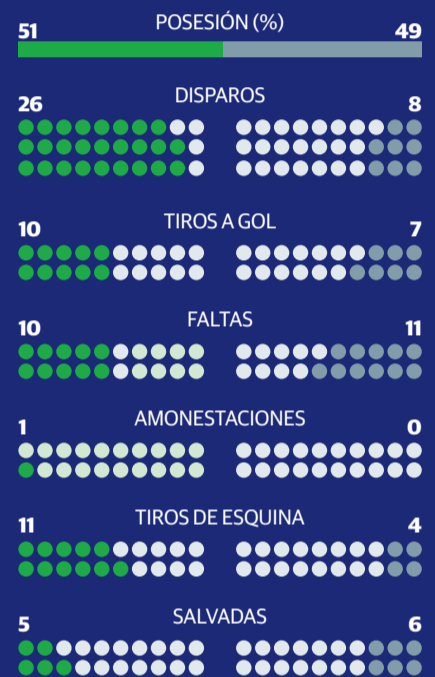 POSESIÓN (%)
51 49
DISPAROS
26 8
TIROS A GOL
10 7
FALTAS
10 11
AMONESTACIONES
1 0
TIROS DE ESQUINA
11 4
SALVADAS
5 6